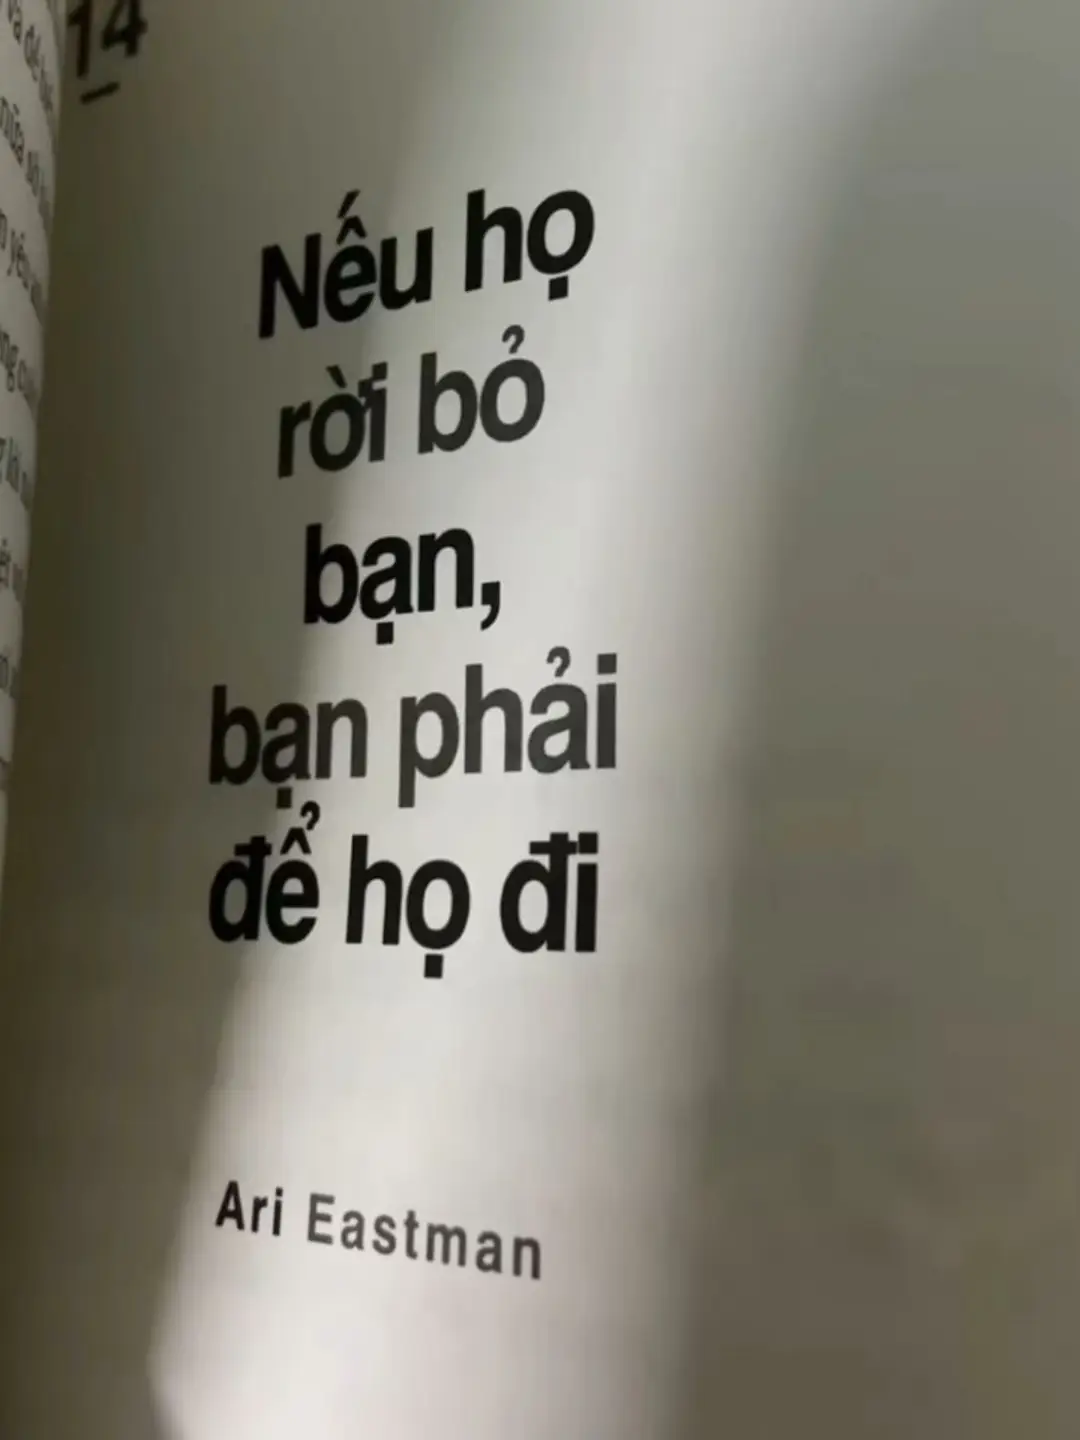 14
Nếu họ
rời bỏ
bạn,
bạn phải
để họ đi
Ari Eastman